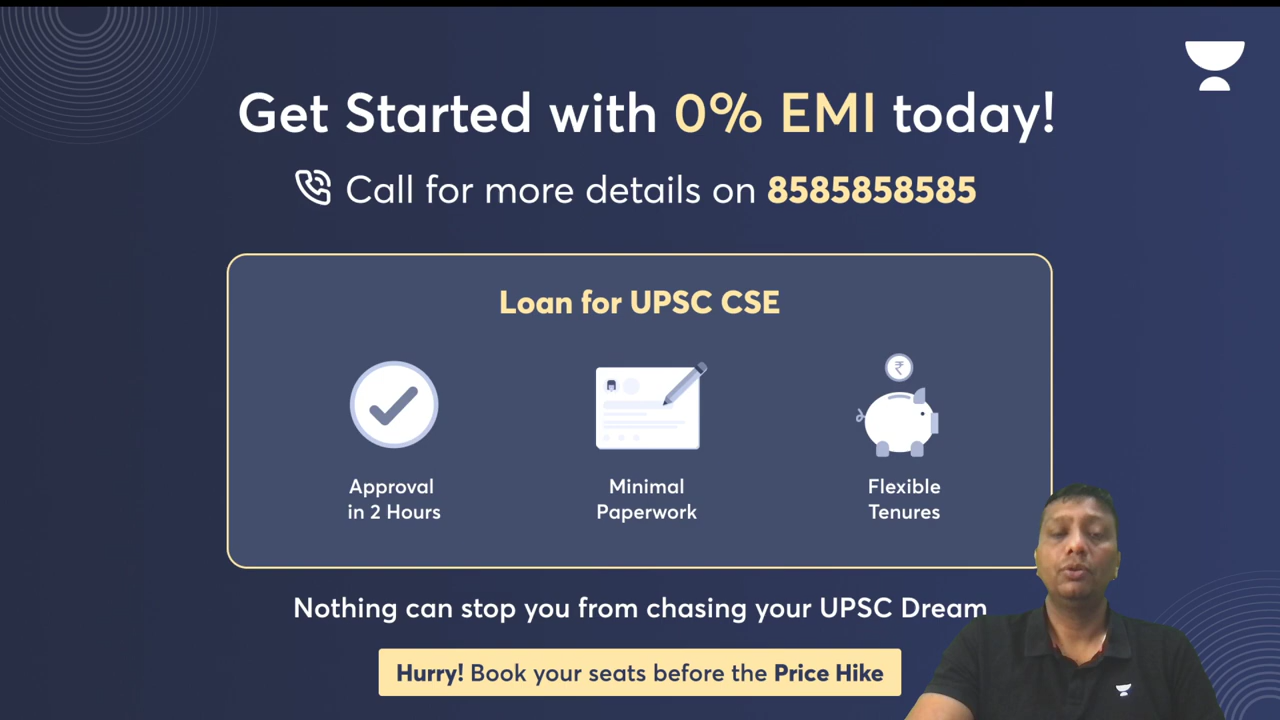 Get Started with 0% EMI today!
Call for more details on 8585858585
Loan for UPSC CSE
Approval
in 2 Hours
Minimal
Paperwork
Flexible
Tenures
Nothing can stop you from chasing your UPSC Dream
Hurry! Book your seats before the Price Hike